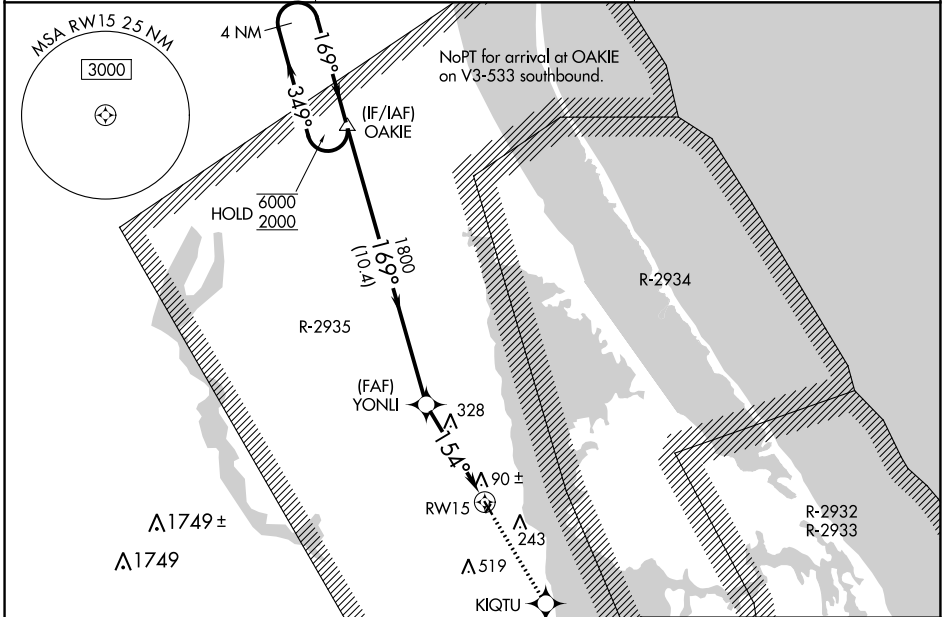 MSA RW15 25 NM
3000
4 NM
169°
349°
NoPT for arrival at OAKIE
on V3-533 southbound.
(IF/IAF)
OAKIE
HOLD 6000
2000
1800
169°
(10.4)
R-2934
R-2935
(FAF)
YONLI
328
154°
90 ±
RW15
243
519
1749 ±
1749
R-2932
R-2933
KIQTU